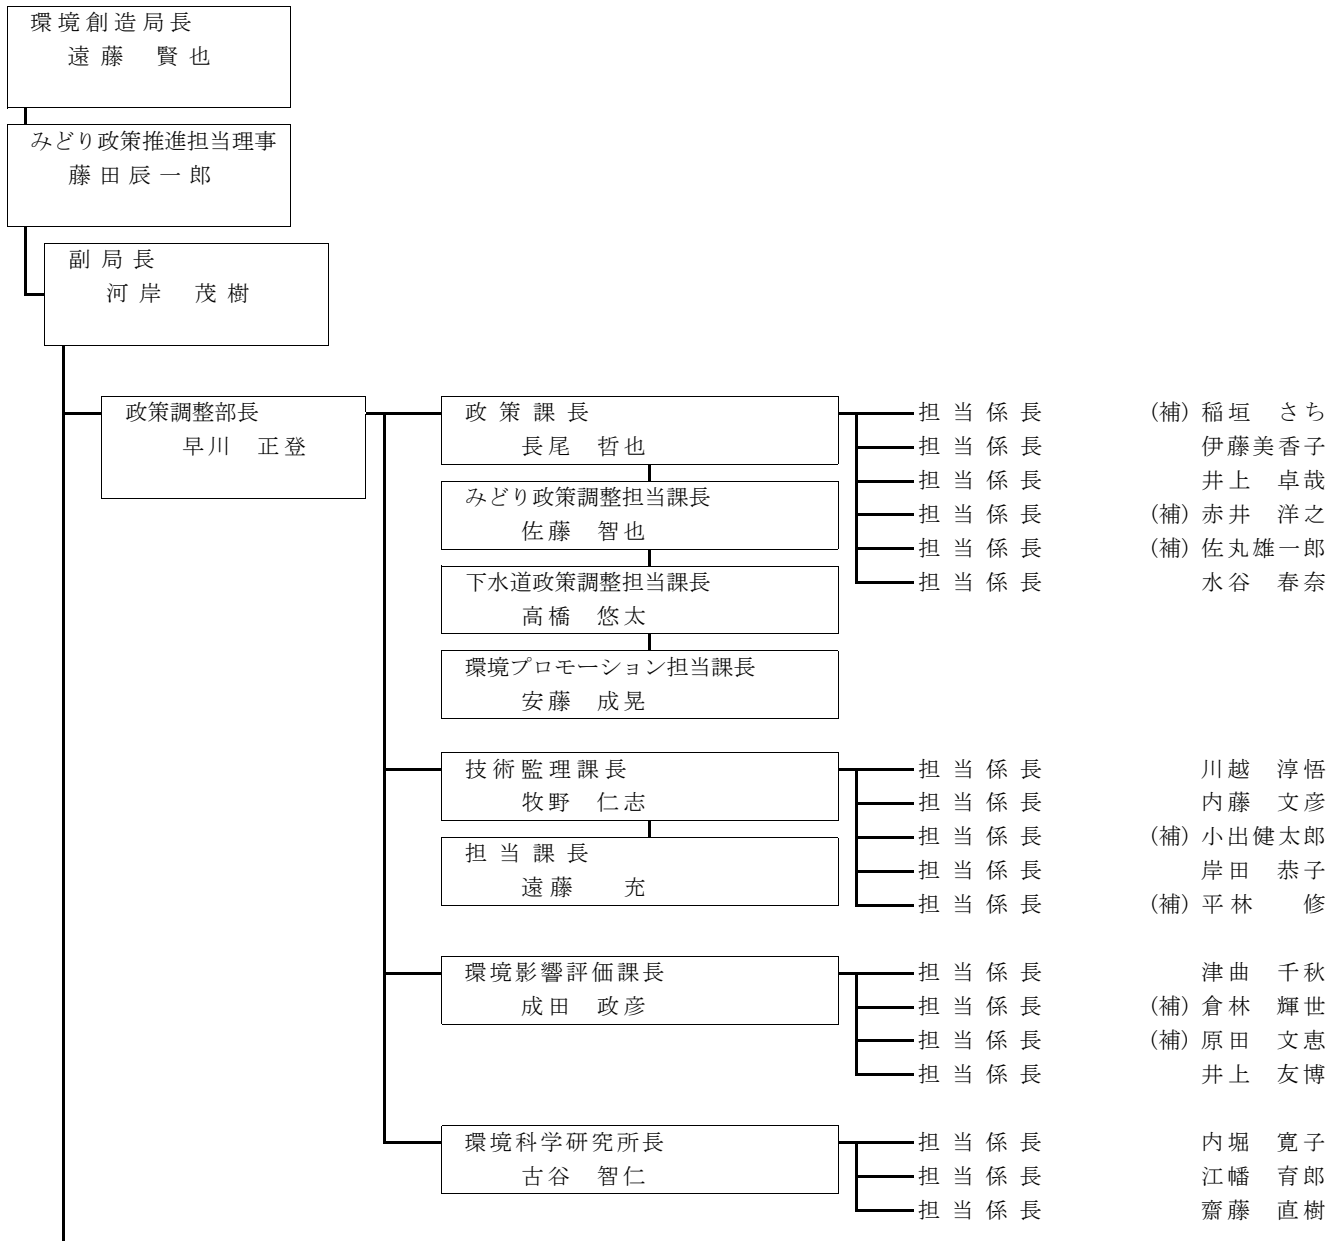 環境創造局長
遠藤　賢也
みどり政策推進担当理事
藤田辰一郎
副局長
河岸　茂樹
政策調整部長
早川　正登
政策課長
長尾　哲也
みどり政策調整担当課長
佐藤　智也
下水道政策調整担当課長
高橋　悠太
環境プロモーション担当課長
安藤　成晃
担当係長　(補) 稲垣　さち
担当係長　伊藤美香子
担当係長　井上　卓哉
担当係長　(補) 赤井　洋之
担当係長　(補) 佐丸雄一郎
担当係長　水谷　春奈
技術監理課長
牧野　仁志
担当課長
遠藤　充
担当係長　川越　淳悟
担当係長　内藤　文彦
担当係長　(補) 小出健太郎
担当係長　岸田　恭子
担当係長　(補) 平林　修
環境影響評価課長
成田　政彦
担当係長　津曲　千秋
担当係長　(補) 倉林　輝世
担当係長　(補) 原田　文恵
担当係長　井上　友博
環境科学研究所長
古谷　智仁
担当係長　内堀　寛子
担当係長　江幡　育郎
担当係長　齋藤　直樹